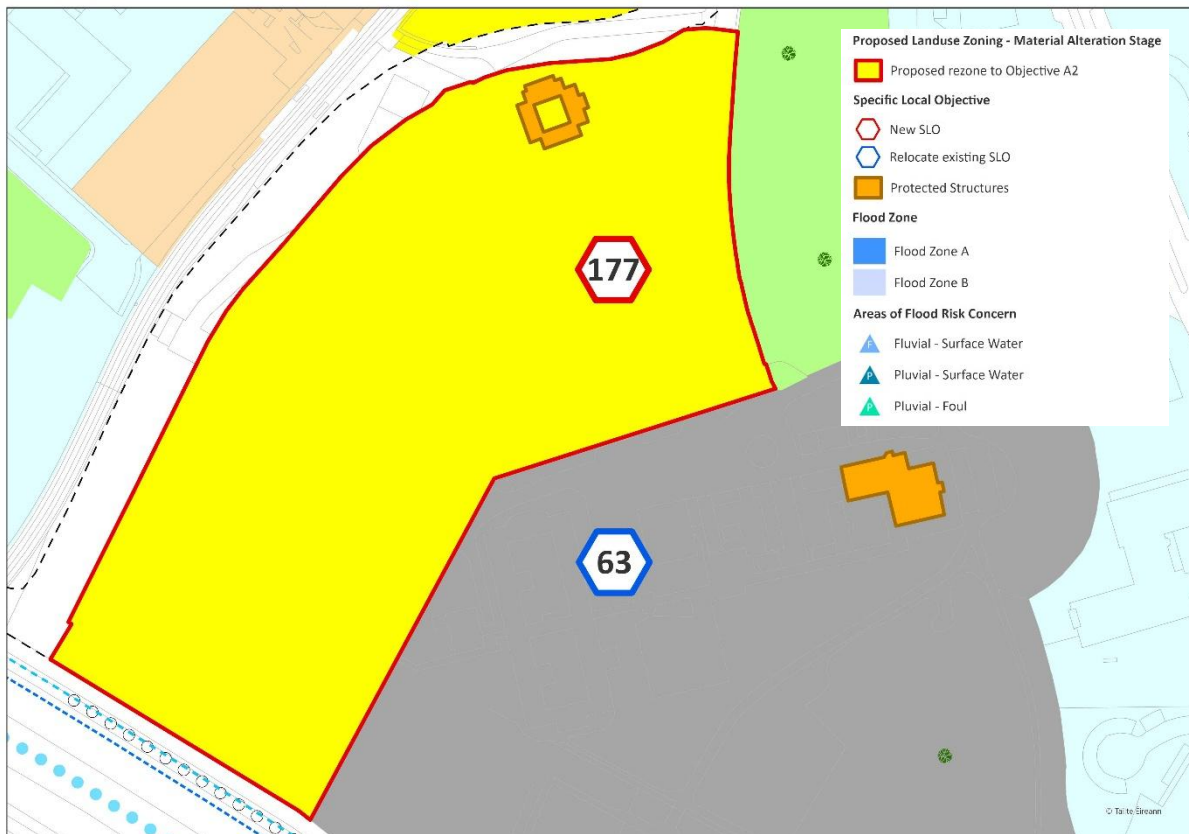 Proposed Landuse Zoning - Material Alteration Stage
Proposed rezone to Objective A2
Specific Local Objective
New SLO
Relocate existing SLO
Protected Structures
Flood Zone
Flood Zone A
Flood Zone B
Areas of Flood Risk Concern
F Fluvial - Surface Water
P Pluvial - Surface Water
P Pluvial - Foul
177
63
© Tailte Éireann